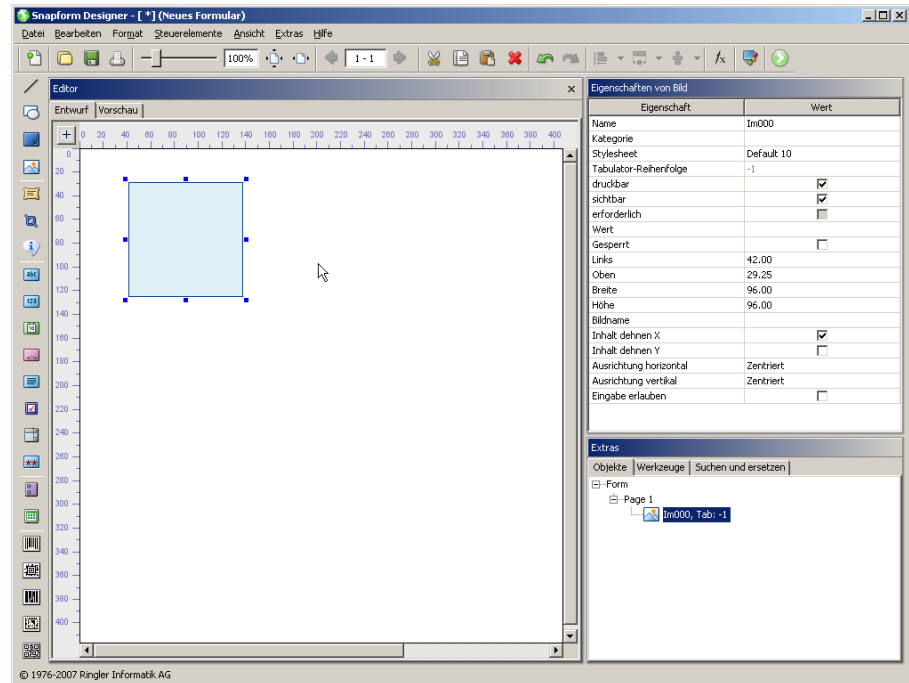 Snapform Designer - [ *] (Neues Formular)
Datei Bearbeiten Format Steuerelemente Ansicht Extras Hilfe
100% 1 - 1 fx
Editor
Entwurf Vorschau
0 20 40 60 80 100 120 140 160 180 200 220 240 260 280 300 320 340 360 380 400
0
20
40
60
80
100
120
140
160
180
200
220
240
260
280
300
320
340
360
380
400
abc
123
Eigenschaften von Bild
Eigenschaft Wert
Name Im000
Kategorie
Stylesheet Default 10
Tabulator-Reihenfolge -1
druckbar
sichtbar
erforderlich
Wert
Gesperrt
Links 42.00
Oben 29.25
Breite 96.00
Höhe 96.00
Bildname
Inhalt dehnen X
Inhalt dehnen Y
Ausrichtung horizontal Zentriert
Ausrichtung vertikal Zentriert
Eingabe erlauben
Extras
Objekte Werkzeuge Suchen und ersetzen
Form
Page 1
Im000, Tab: -1
© 1976-2007 Ringler Informatik AG